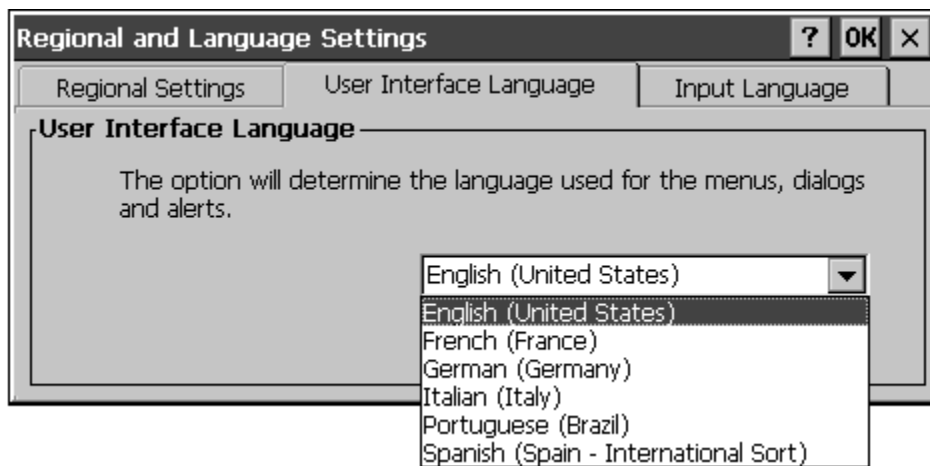 Regional and Language Settings ? OK ×
Regional Settings User Interface Language Input Language
User Interface Language
The option will determine the language used for the menus, dialogs
and alerts.
English (United States)
English (United States)
French (France)
German (Germany)
Italian (Italy)
Portuguese (Brazil)
Spanish (Spain - International Sort)